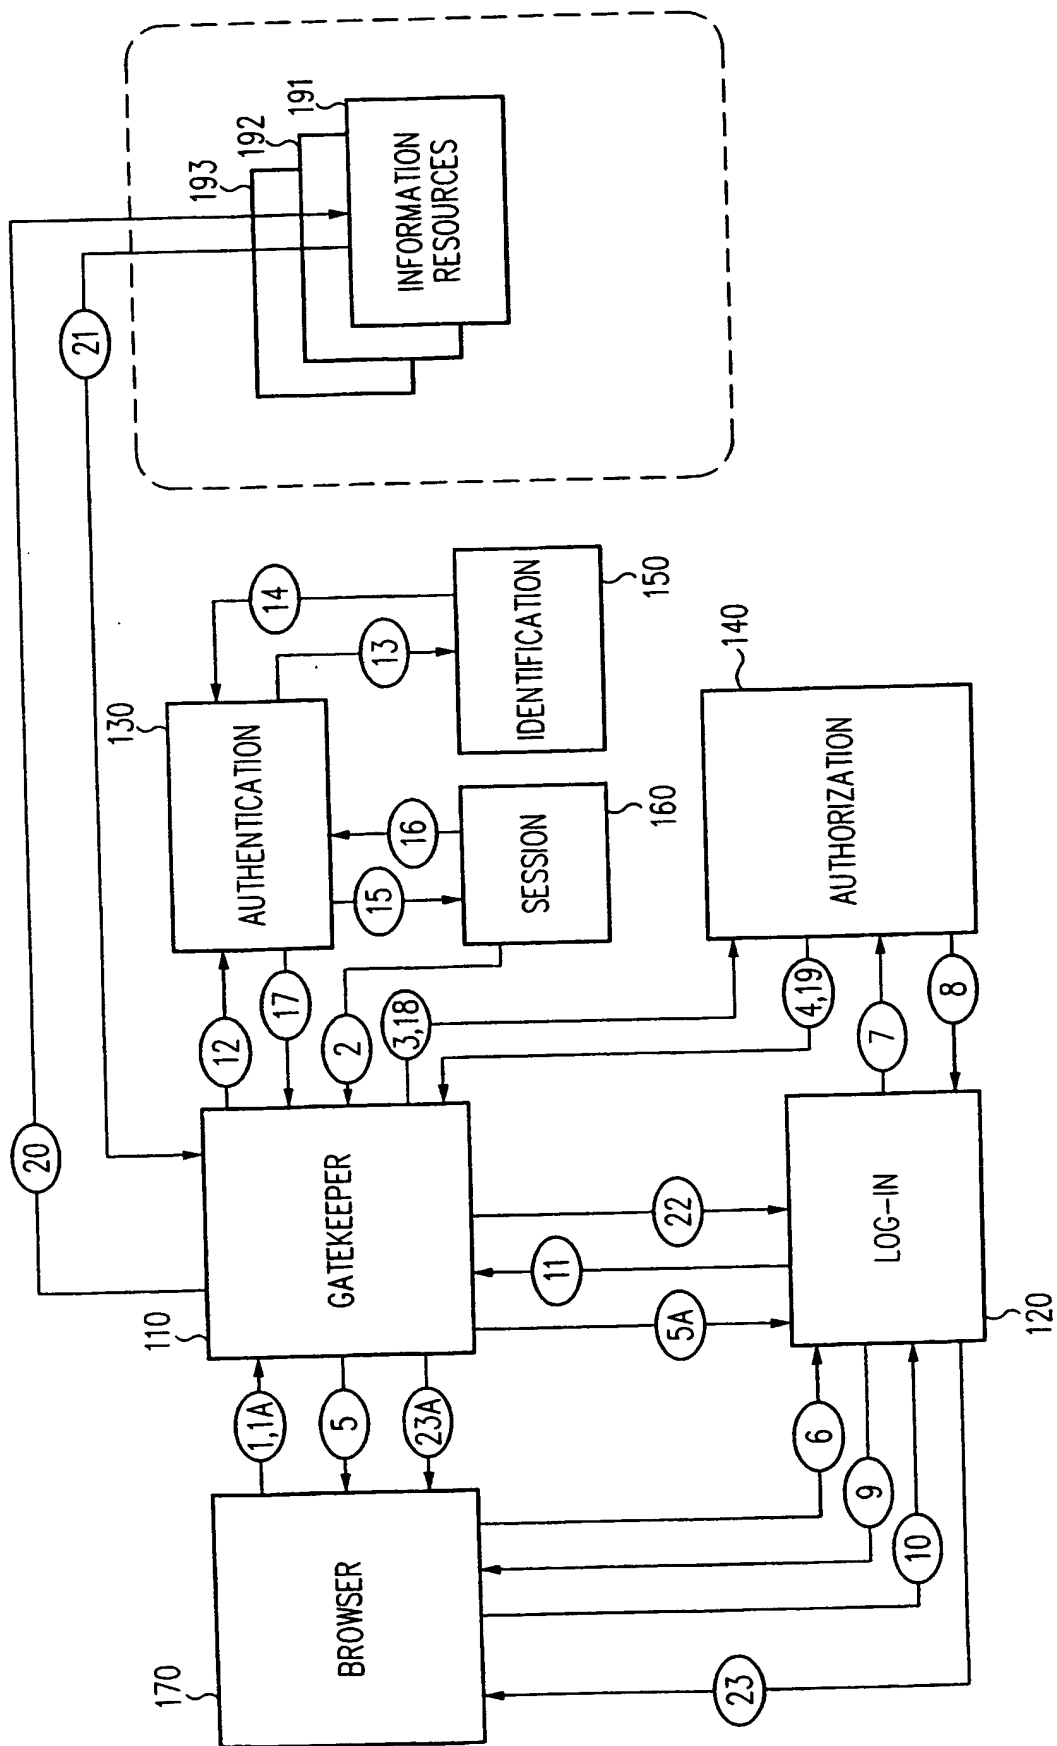 20
21
193
192
191
INFORMATION
RESOURCES
130
AUTHENTICATION
14
13
IDENTIFICATION
150
12
17
16
15
SESSION
160
2
3,18
4,19
140
AUTHORIZATION
7
8
110
GATEKEEPER
22
11
5A
LOG-IN
120
1,1A
5
23A
6
9
10
23
170
BROWSER